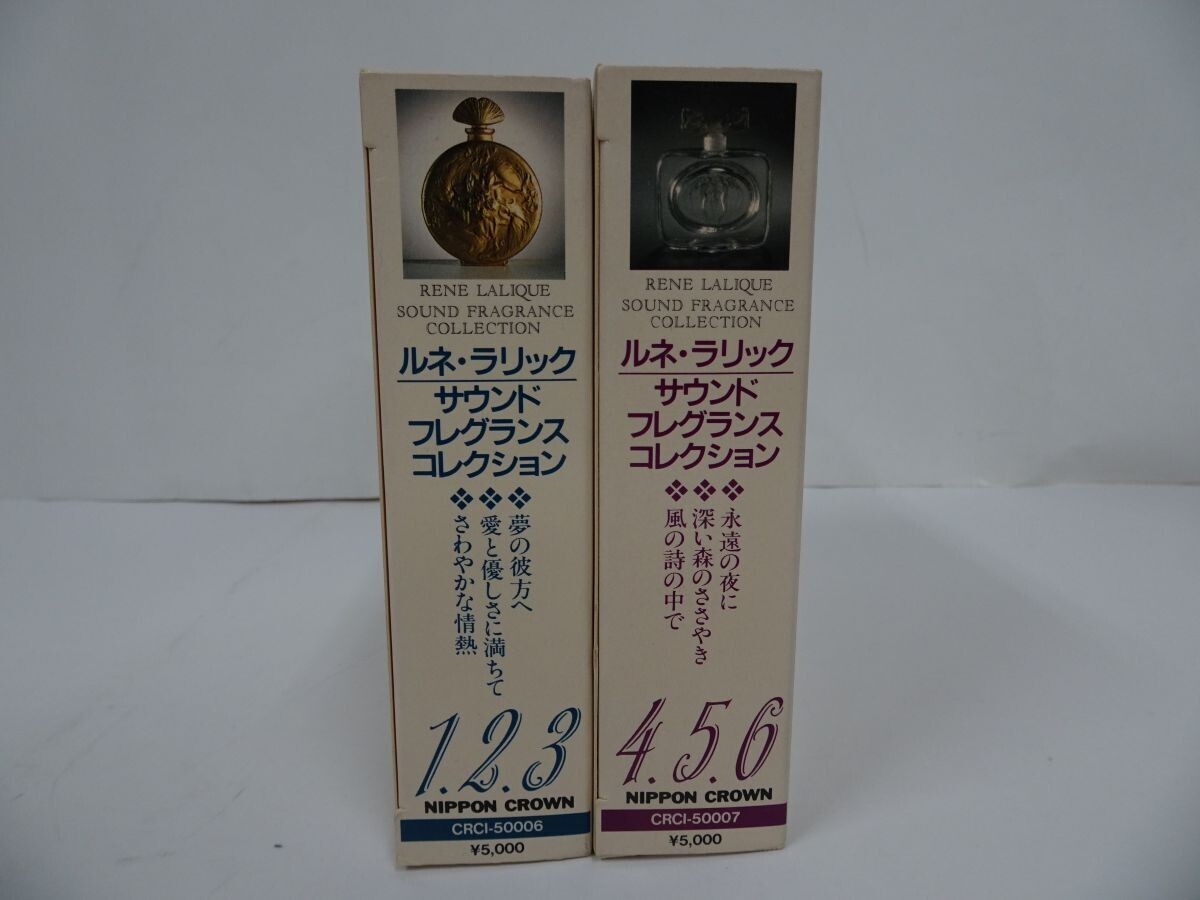 RENE LALIQUE
SOUND FRAGRANCE
COLLECTION
ルネ・ラリック
サウンド
フレグランス
コレクション
❖夢の彼方へ
❖愛と優しさに満ちて
❖さわやかな情熱
1.2.3
NIPPON CROWN
CRCI-50006
¥5,000
RENE LALIQUE
SOUND FRAGRANCE
COLLECTION
ルネ・ラリック
サウンド
フレグランス
コレクション
❖永遠の夜に
❖深い森のささやき
❖風の詩の中で
4.5.6
NIPPON CROWN
CRCI-50007
¥5,000